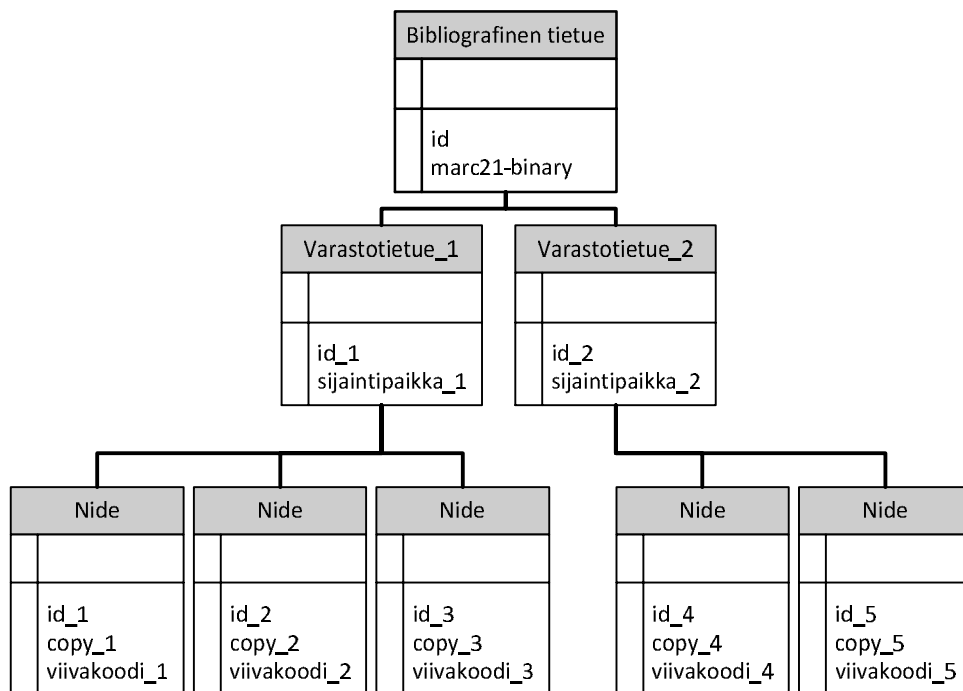 Bibliografinen tietue
id
marc21-binary
Varastotietue_1
id_1
sijaintipaikka_1
Varastotietue_2
id_2
sijaintipaikka_2
Nide
id_1
copy_1
viivakoodi_1
Nide
id_2
copy_2
viivakoodi_2
Nide
id_3
copy_3
viivakoodi_3
Nide
id_4
copy_4
viivakoodi_4
Nide
id_5
copy_5
viivakoodi_5